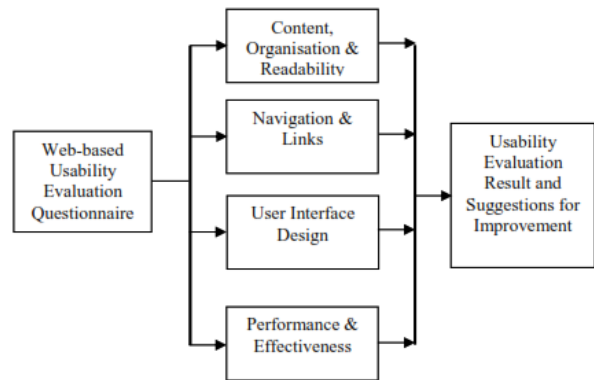 Web-based
Usability
Evaluation
Questionnaire
Content,
Organisation &
Readability
Navigation &
Links
User Interface
Design
Performance &
Effectiveness
Usability
Evaluation
Result and
Suggestions for
Improvement